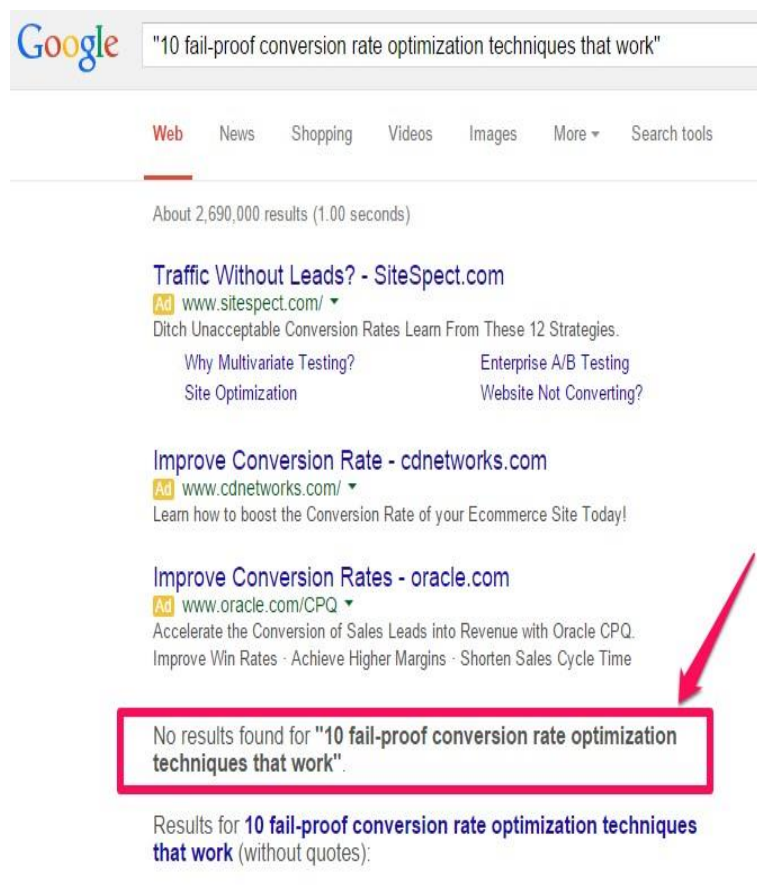 Google "10 fail-proof conversion rate optimization techniques that work"
Web News Shopping Videos Images More Search tools
About 2,690,000 results (1.00 seconds)
Traffic Without Leads? - SiteSpect.com
Ad www.sitespect.com/
Ditch Unacceptable Conversion Rates Learn From These 12 Strategies.
Why Multivariate Testing? Enterprise A/B Testing
Site Optimization Website Not Converting?
Improve Conversion Rate - cdnetworks.com
Ad www.cdnetworks.com/
Learn how to boost the Conversion Rate of your Ecommerce Site Today!
Improve Conversion Rates - oracle.com
Ad www.oracle.com/CPQ
Accelerate the Conversion of Sales Leads into Revenue with Oracle CPQ.
Improve Win Rates · Achieve Higher Margins · Shorten Sales Cycle Time
No results found for "10 fail-proof conversion rate optimization
techniques that work".
Results for 10 fail-proof conversion rate optimization techniques
that work (without quotes):